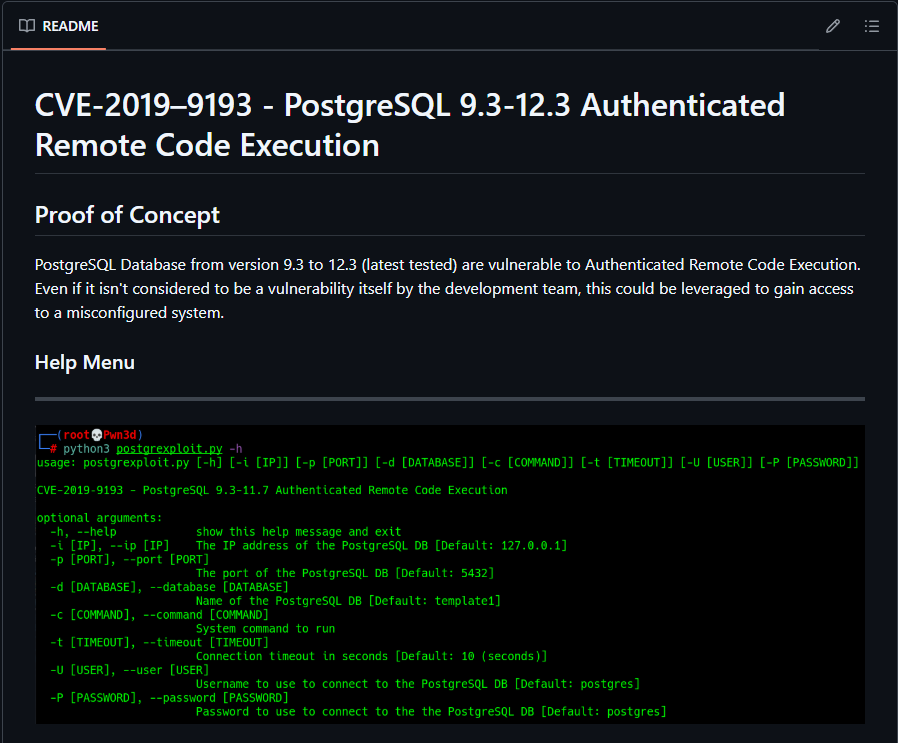 README
CVE-2019–9193 - PostgreSQL 9.3-12.3 Authenticated
Remote Code Execution
Proof of Concept
PostgreSQL Database from version 9.3 to 12.3 (latest tested) are vulnerable to Authenticated Remote Code Execution.
Even if it isn't considered to be a vulnerability itself by the development team, this could be leveraged to gain access
to a misconfigured system.
Help Menu
┌──(root💀Pwn3d)
└─# python3 postgrexploit.py -h
usage: postgrexploit.py [-h] [-i [IP]] [-p [PORT]] [-d [DATABASE]] [-c [COMMAND]] [-t [TIMEOUT]] [-U [USER]] [-P [PASSWORD]]
CVE-2019-9193 - PostgreSQL 9.3-11.7 Authenticated Remote Code Execution
optional arguments:
-h, --help show this help message and exit
-i [IP], --ip [IP] The IP address of the PostgreSQL DB [Default: 127.0.0.1]
-p [PORT], --port [PORT]
The port of the PostgreSQL DB [Default: 5432]
-d [DATABASE], --database [DATABASE]
Name of the PostgreSQL DB [Default: template1]
-c [COMMAND], --command [COMMAND]
System command to run
-t [TIMEOUT], --timeout [TIMEOUT]
Connection timeout in seconds [Default: 10 (seconds)]
-U [USER], --user [USER]
Username to use to connect to the PostgreSQL DB [Default: postgres]
-P [PASSWORD], --password [PASSWORD]
Password to use to connect to the the PostgreSQL DB [Default: postgres]